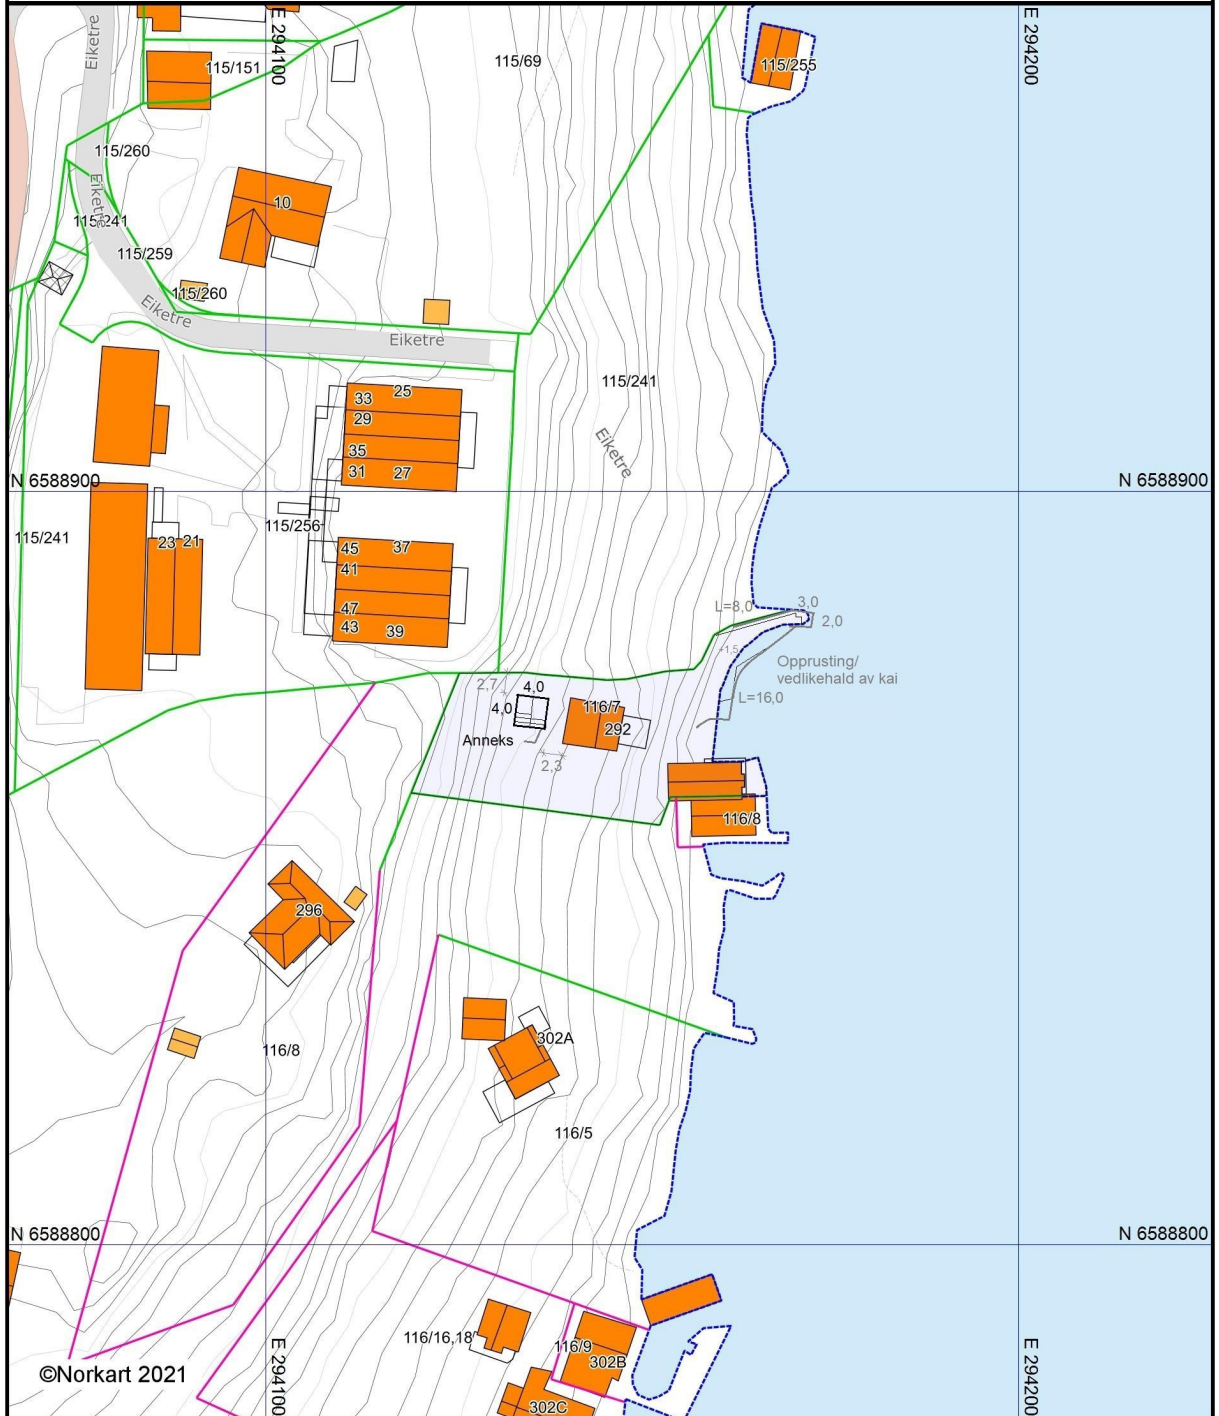 Eiketre
E 294100
E 294200
115/151
115/69
115/255
115/260
Eiketre
10
115/241
115/259
115/260
Eiketre
Eiketre
115/241
25
33
29
35
31
27
Eiketre
N 6588900
N 6588900
115/256
115/241
23
21
45
37
41
47
43
39
L=8,0
3,0
2,0
+1,5
Opprusting/
vedlikehald av kai
L=16,0
2,7
4,0
4,0
116/7
292
Anneks
2,3
116/8
296
302A
116/8
116/5
N 6588800
N 6588800
116/16,18
116/9
302B
302C
E 294100
E 294200
©Norkart 2021